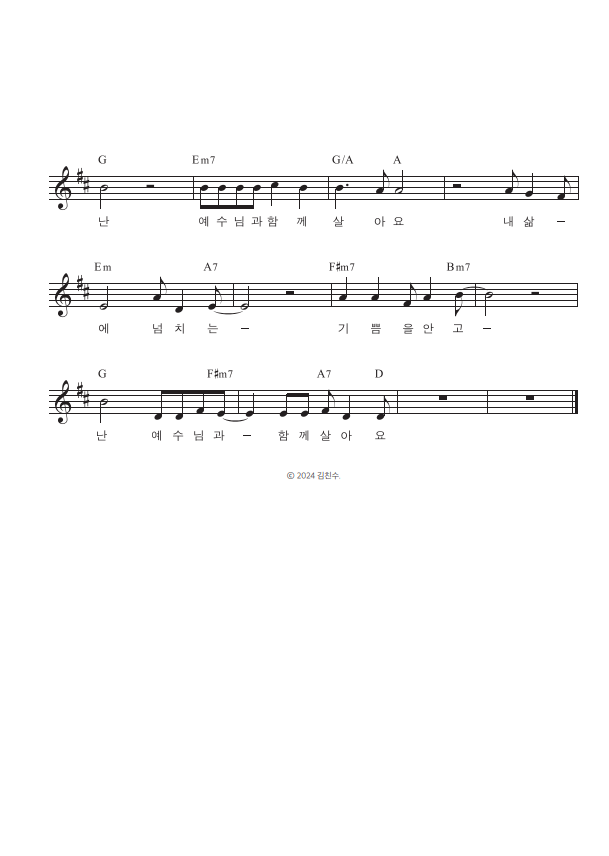 G Em7 G/A A
난 예 수 님 과 함 께 살 아 요 내 삶 –
Em A7 F#m7 Bm7
에 넘 치 는 – 기 쁨 을 안 고 –
G F#m7 A7 D
난 예 수 님 과 – 함 께 살 아 요
© 2024 김진수.